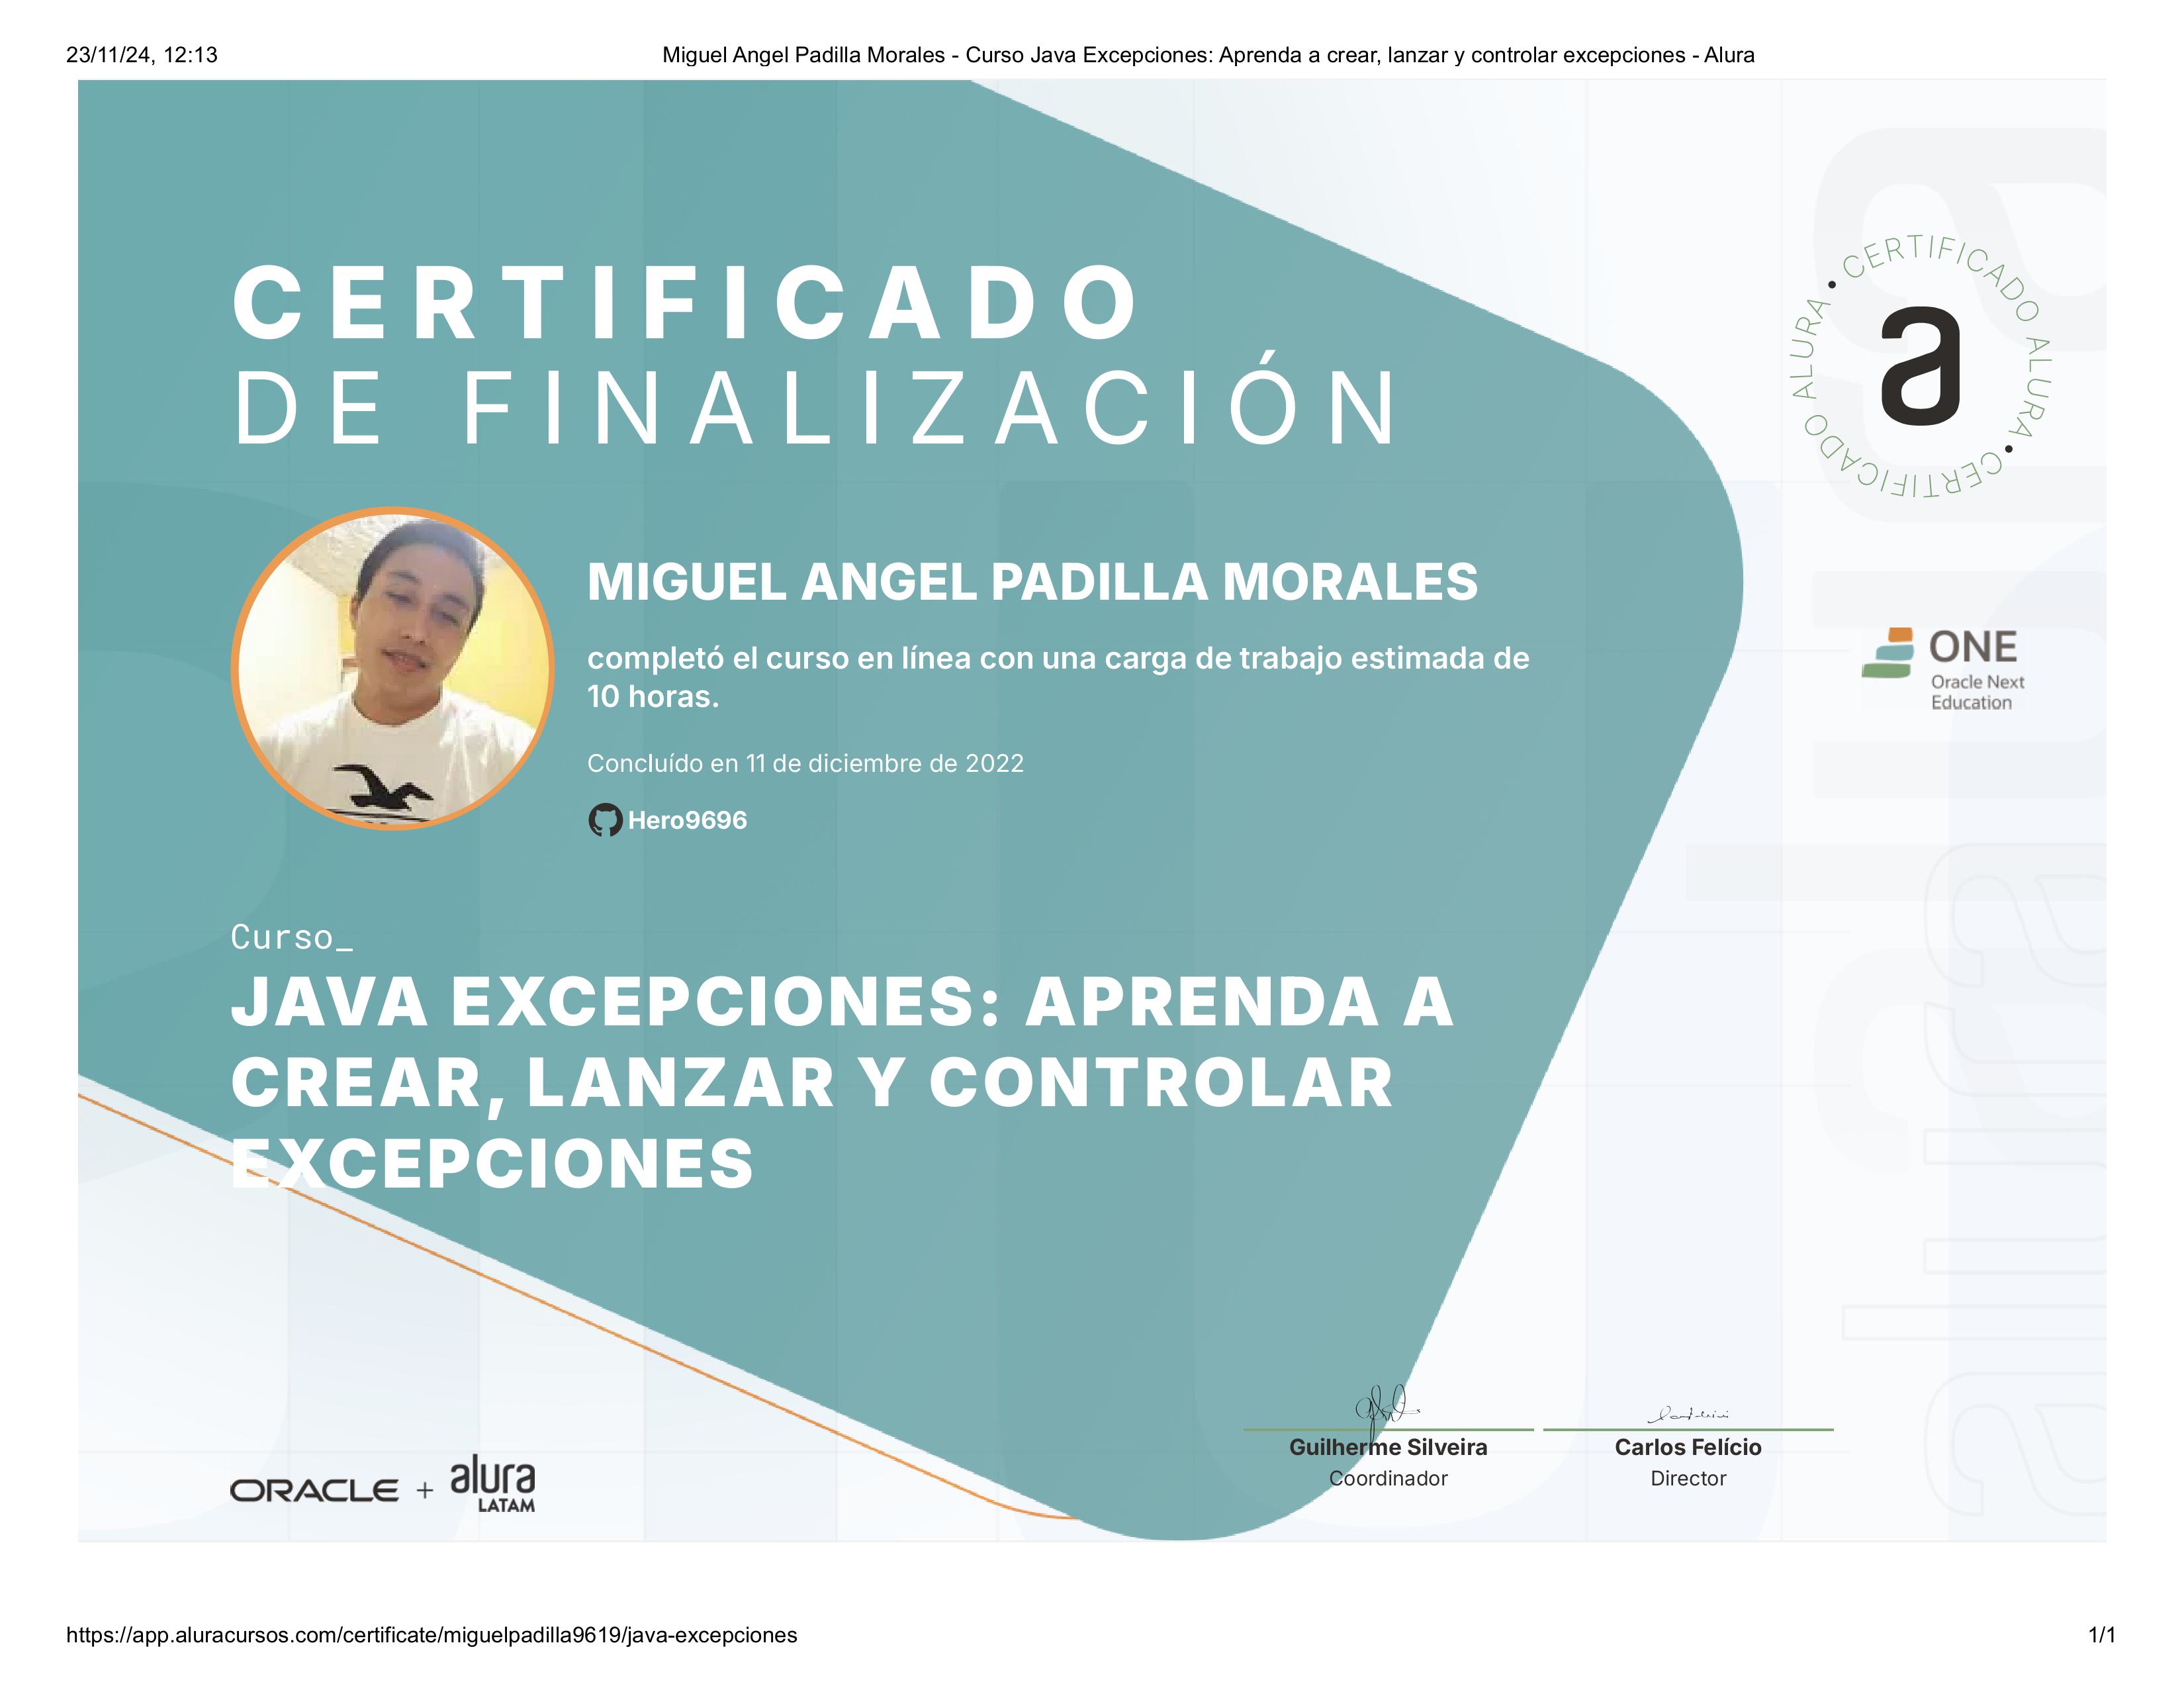 23/11/24, 12:13
Miguel Angel Padilla Morales - Curso Java Excepciones: Aprenda a crear, lanzar y controlar excepciones - Alura
CERTIFICADO
DE FINALIZACIÓN
• CERTIFICADO ALURA • CERTIFICADO ALURA
a
MIGUEL ANGEL PADILLA MORALES
completó el curso en línea con una carga de trabajo estimada de
10 horas.
Concluído en 11 de diciembre de 2022
Hero9696
ONE
Oracle Next
Education
Curso_
JAVA EXCEPCIONES: APRENDA A
CREAR, LANZAR Y CONTROLAR
EXCEPCIONES
ORACLE + alura
LATAM
Guilherme Silveira
Coordinador
Carlos Felício
Director
alura
https://app.aluracursos.com/certificate/miguelpadilla9619/java-excepciones
1/1